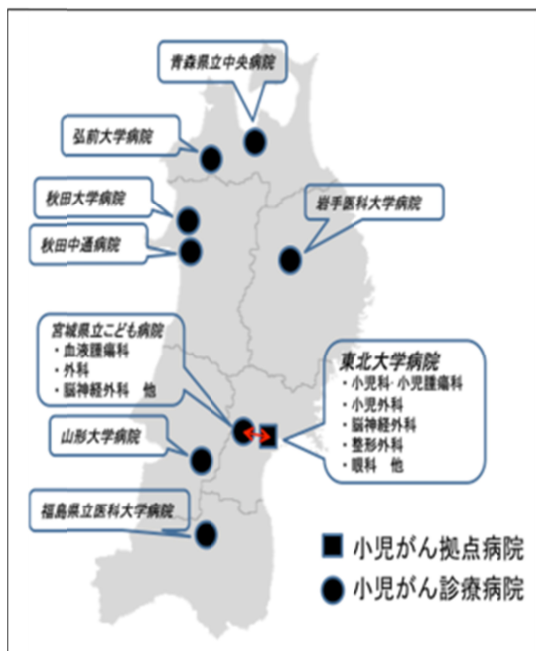 青森県立中央病院
弘前大学病院
秋田大学病院
岩手医科大学病院
秋田中通病院
宮城県立こども病院
・血液腫瘍科
・外科
・脳神経外科 他
東北大学病院
・小児科・小児腫瘍科
・小児外科
・脳神経外科
・整形外科
・眼科 他
山形大学病院
福島県立医科大学病院
小児がん拠点病院
小児がん診療病院